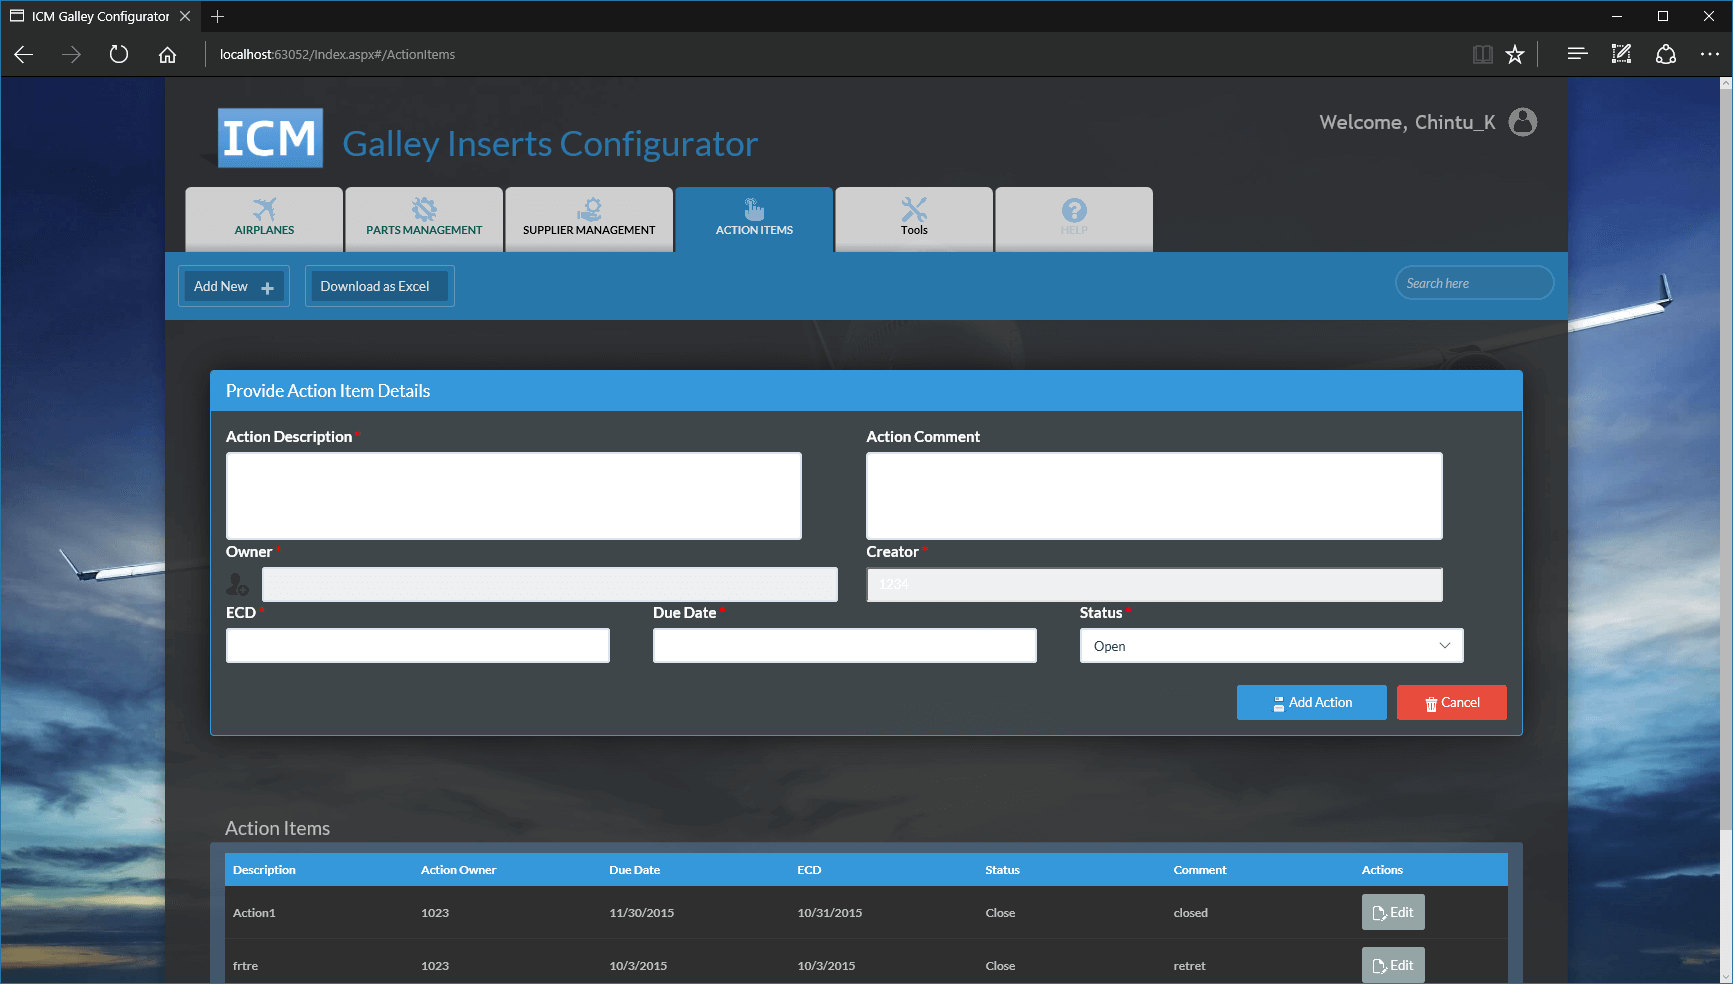 ICM Galley Configurator
localhost:63052/Index.aspx#/ActionItems
Welcome, Chintu_K
ICM Galley Inserts Configurator
AIRPLANES PARTS MANAGEMENT SUPPLIER MANAGEMENT ACTION ITEMS Tools HELP
Add New Download as Excel Search here
Provide Action Item Details
Action Description * Action Comment
Owner * Creator *
1234
ECD * Due Date * Status *
Open
Add Action Cancel
Action Items
Description Action Owner Due Date ECD Status Comment Actions
Action1 1023 11/30/2015 10/31/2015 Close closed Edit
frtre 1023 10/3/2015 10/3/2015 Close retret Edit